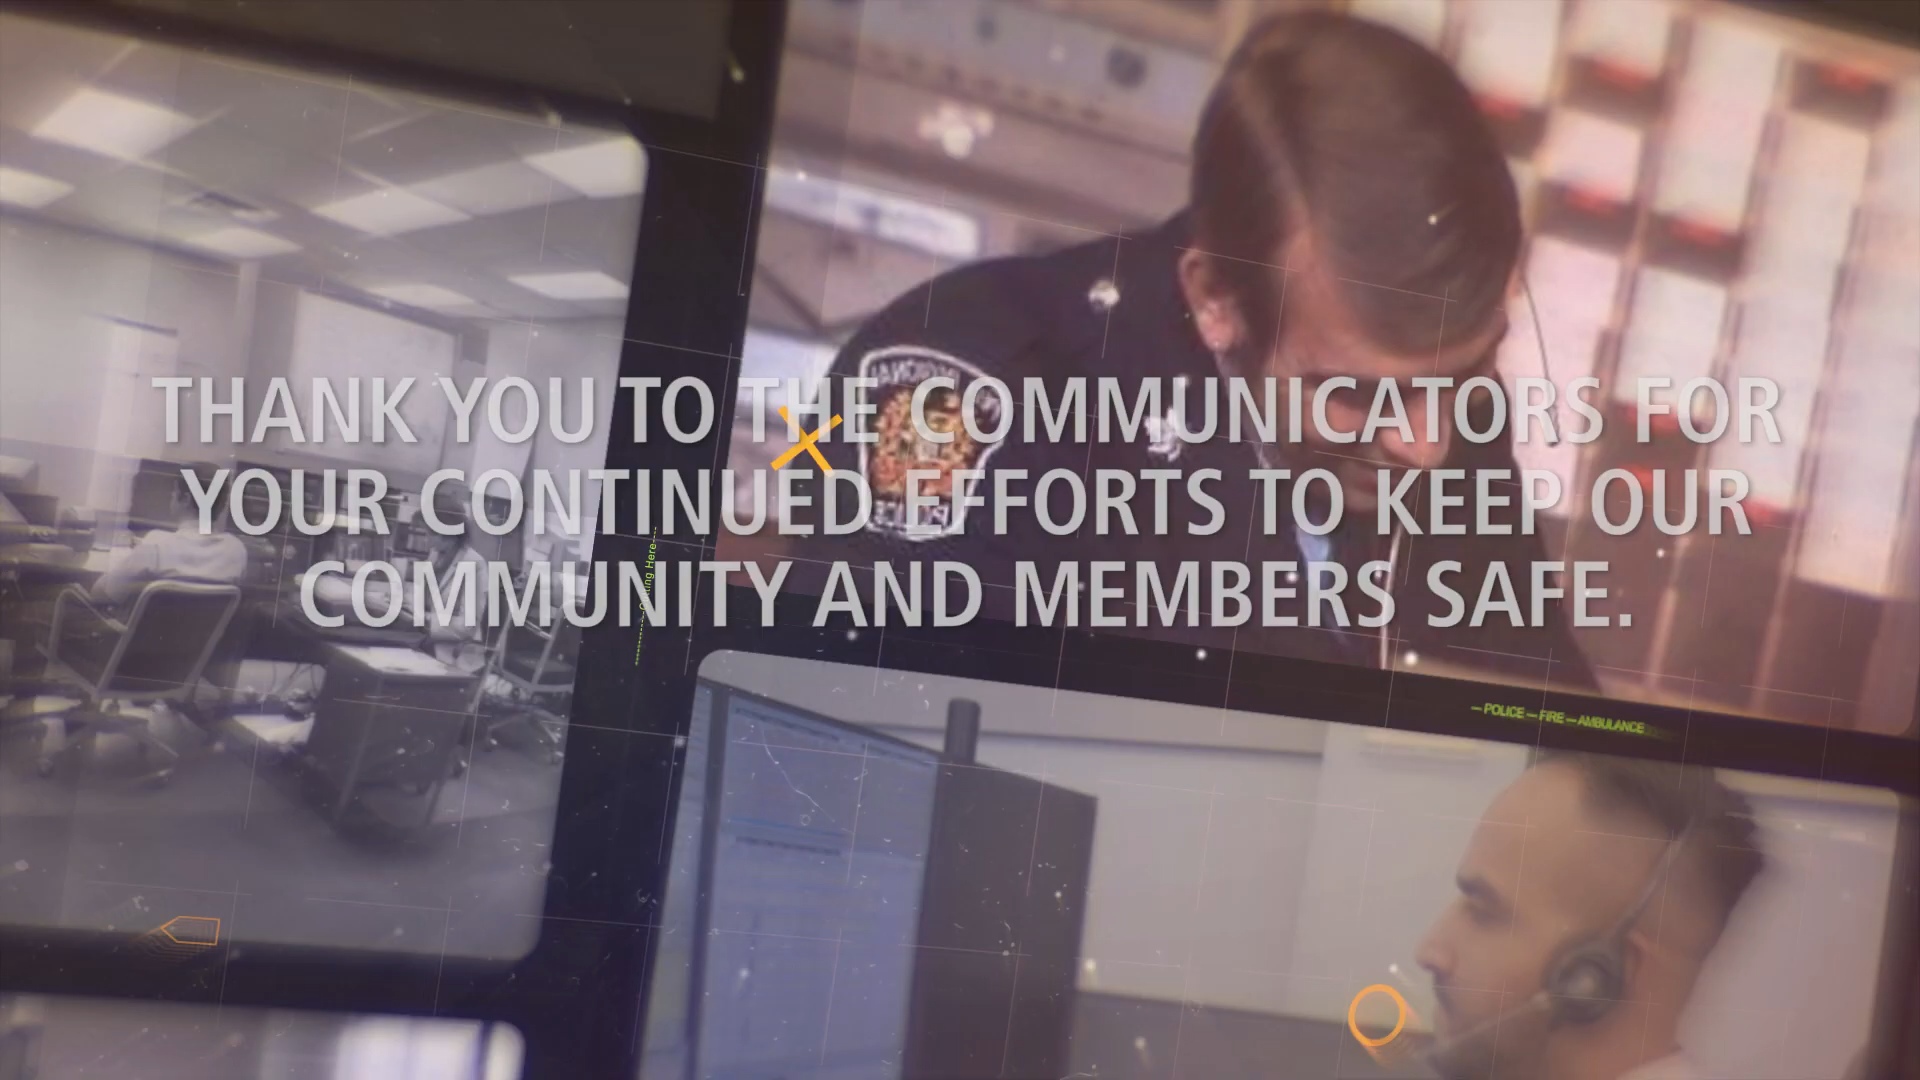 THANK YOU TO THE COMMUNICATORS FOR
YOUR CONTINUED EFFORTS TO KEEP OUR
COMMUNITY AND MEMBERS SAFE.
Here
— POLICE — FIRE — AMBULANCE